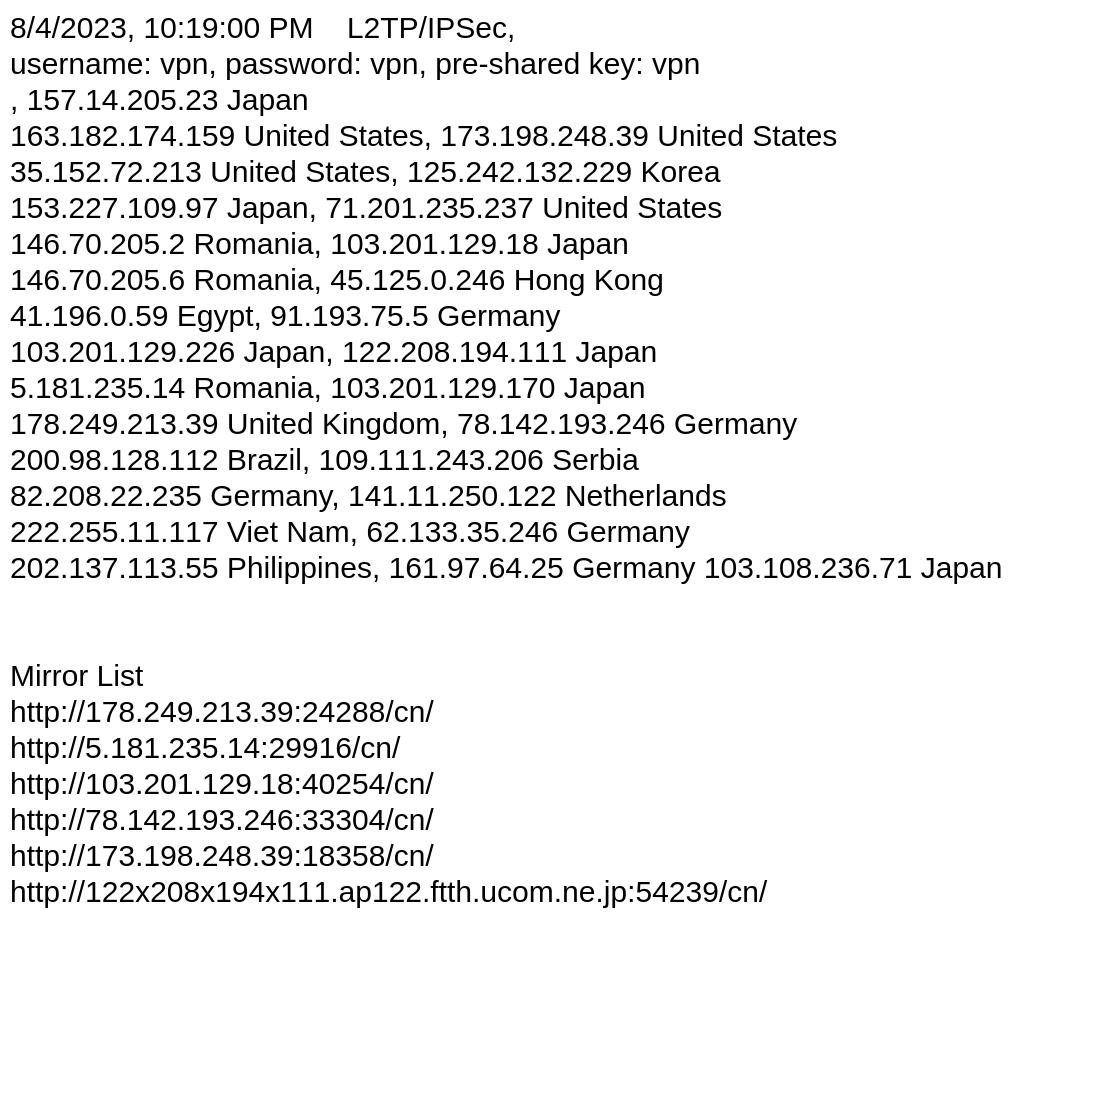 8/4/2023, 10:19:00 PM    L2TP/IPSec,
username: vpn, password: vpn, pre-shared key: vpn
, 157.14.205.23 Japan
163.182.174.159 United States, 173.198.248.39 United States
35.152.72.213 United States, 125.242.132.229 Korea
153.227.109.97 Japan, 71.201.235.237 United States
146.70.205.2 Romania, 103.201.129.18 Japan
146.70.205.6 Romania, 45.125.0.246 Hong Kong
41.196.0.59 Egypt, 91.193.75.5 Germany
103.201.129.226 Japan, 122.208.194.111 Japan
5.181.235.14 Romania, 103.201.129.170 Japan
178.249.213.39 United Kingdom, 78.142.193.246 Germany
200.98.128.112 Brazil, 109.111.243.206 Serbia
82.208.22.235 Germany, 141.11.250.122 Netherlands
222.255.11.117 Viet Nam, 62.133.35.246 Germany
202.137.113.55 Philippines, 161.97.64.25 Germany 103.108.236.71 Japan
Mirror List
http://178.249.213.39:24288/cn/
http://5.181.235.14:29916/cn/
http://103.201.129.18:40254/cn/
http://78.142.193.246:33304/cn/
http://173.198.248.39:18358/cn/
http://122x208x194x111.ap122.ftth.ucom.ne.jp:54239/cn/